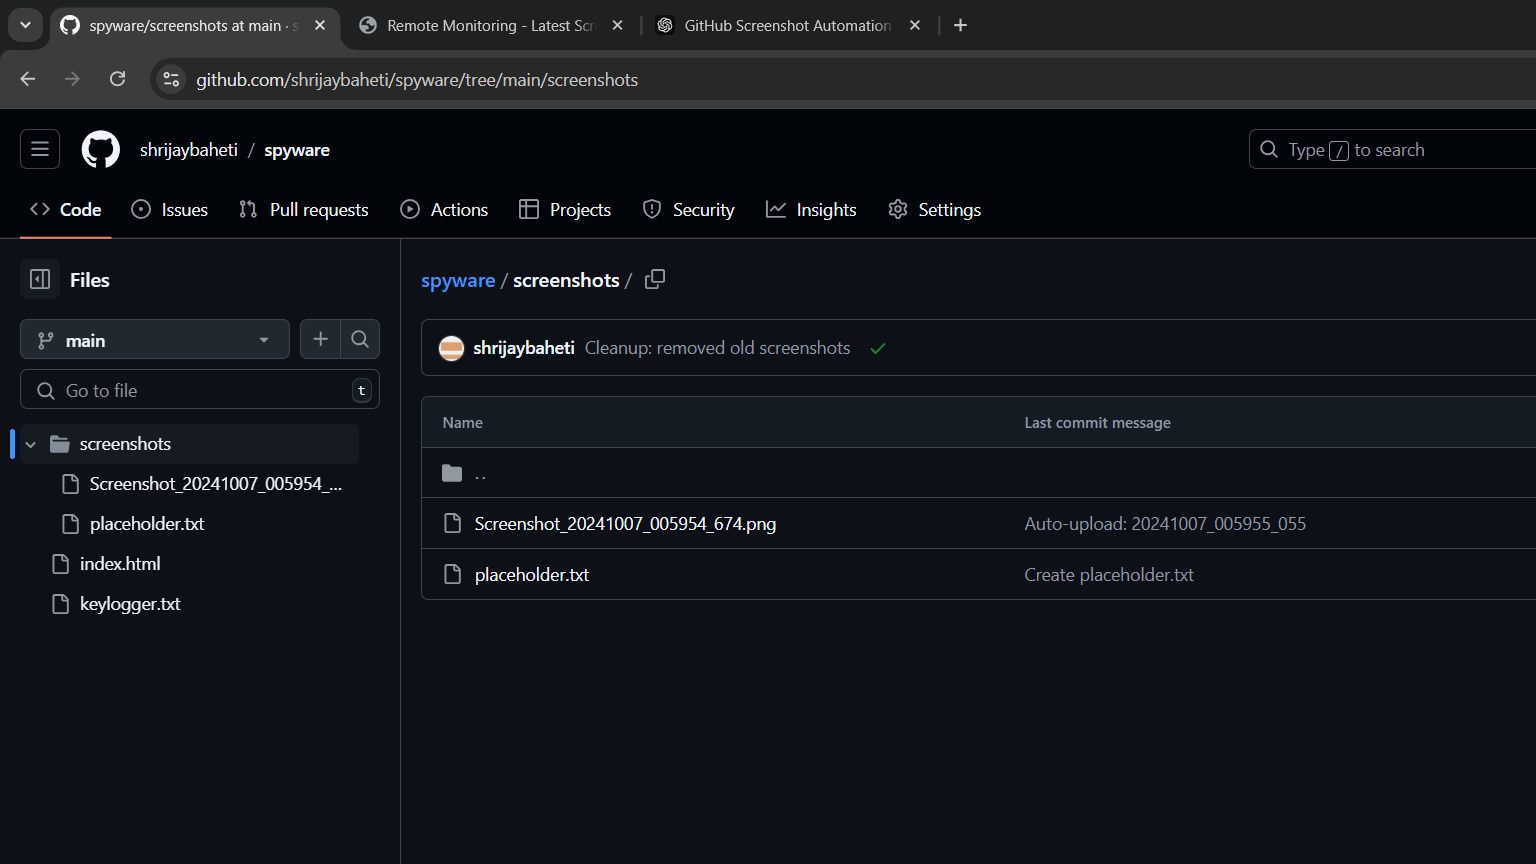 spyware/screenshots at main · s
Remote Monitoring - Latest Scr
GitHub Screenshot Automation
github.com/shrijaybaheti/spyware/tree/main/screenshots
shrijaybaheti / spyware
Type / to search
Code
Issues
Pull requests
Actions
Projects
Security
Insights
Settings
Files
main
Go to file
t
screenshots
Screenshot_20241007_005954_...
placeholder.txt
index.html
keylogger.txt
spyware / screenshots /
shrijaybaheti Cleanup: removed old screenshots
Name Last commit message
..
Screenshot_20241007_005954_674.png Auto-upload: 20241007_005955_055
placeholder.txt Create placeholder.txt